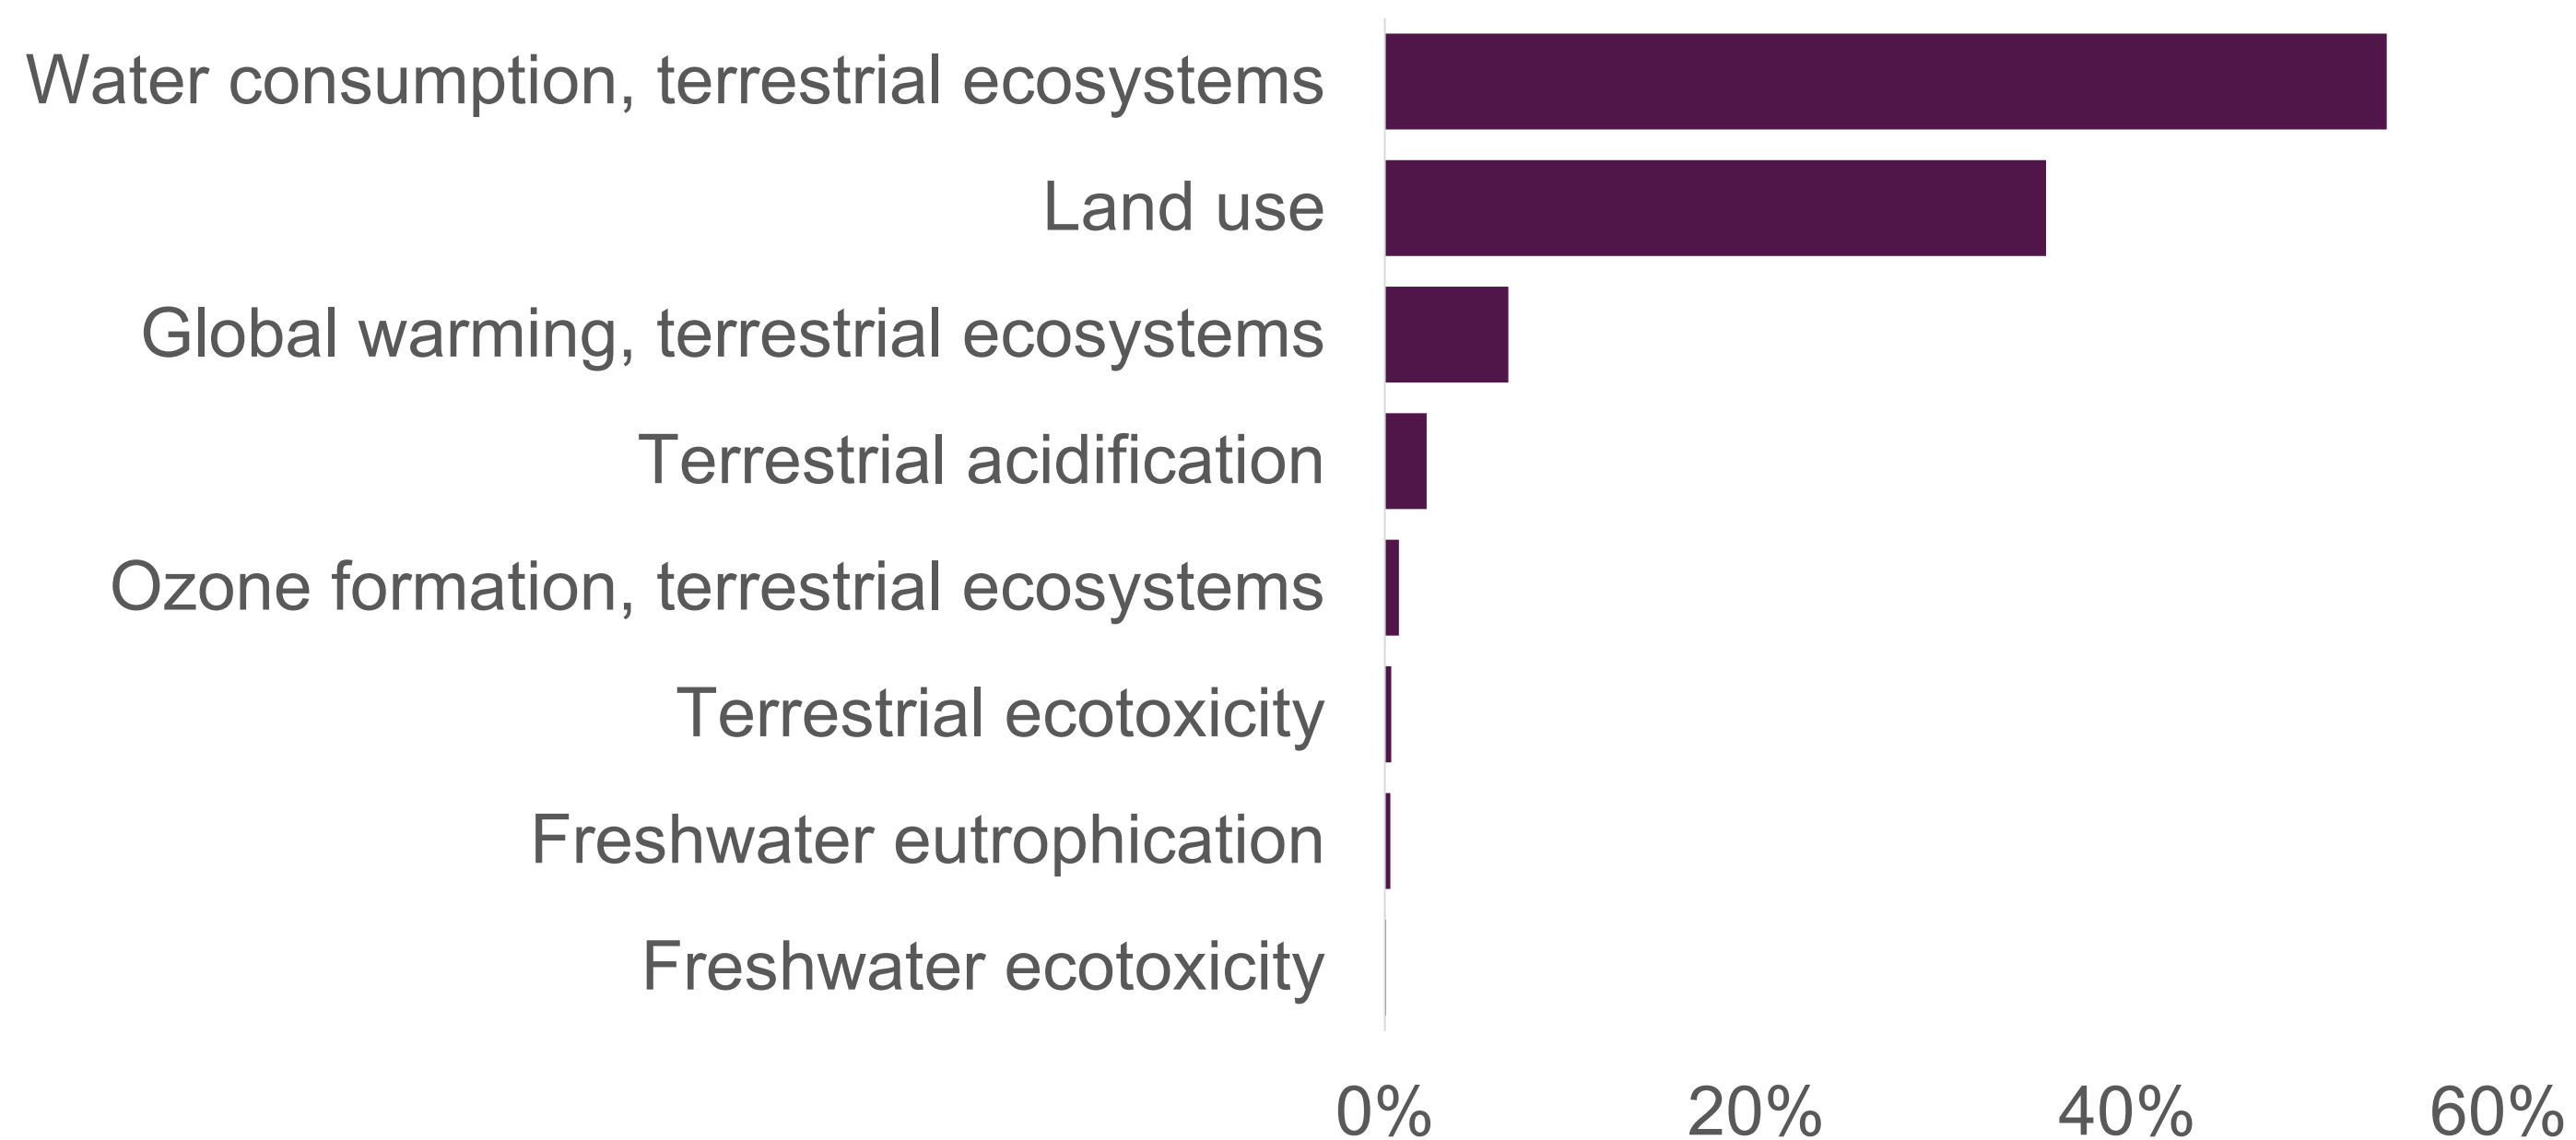 Water consumption, terrestrial ecosystems
Land use
Global warming, terrestrial ecosystems
Terrestrial acidification
Ozone formation, terrestrial ecosystems
Terrestrial ecotoxicity
Freshwater eutrophication
Freshwater ecotoxicity
0% 20% 40% 60%